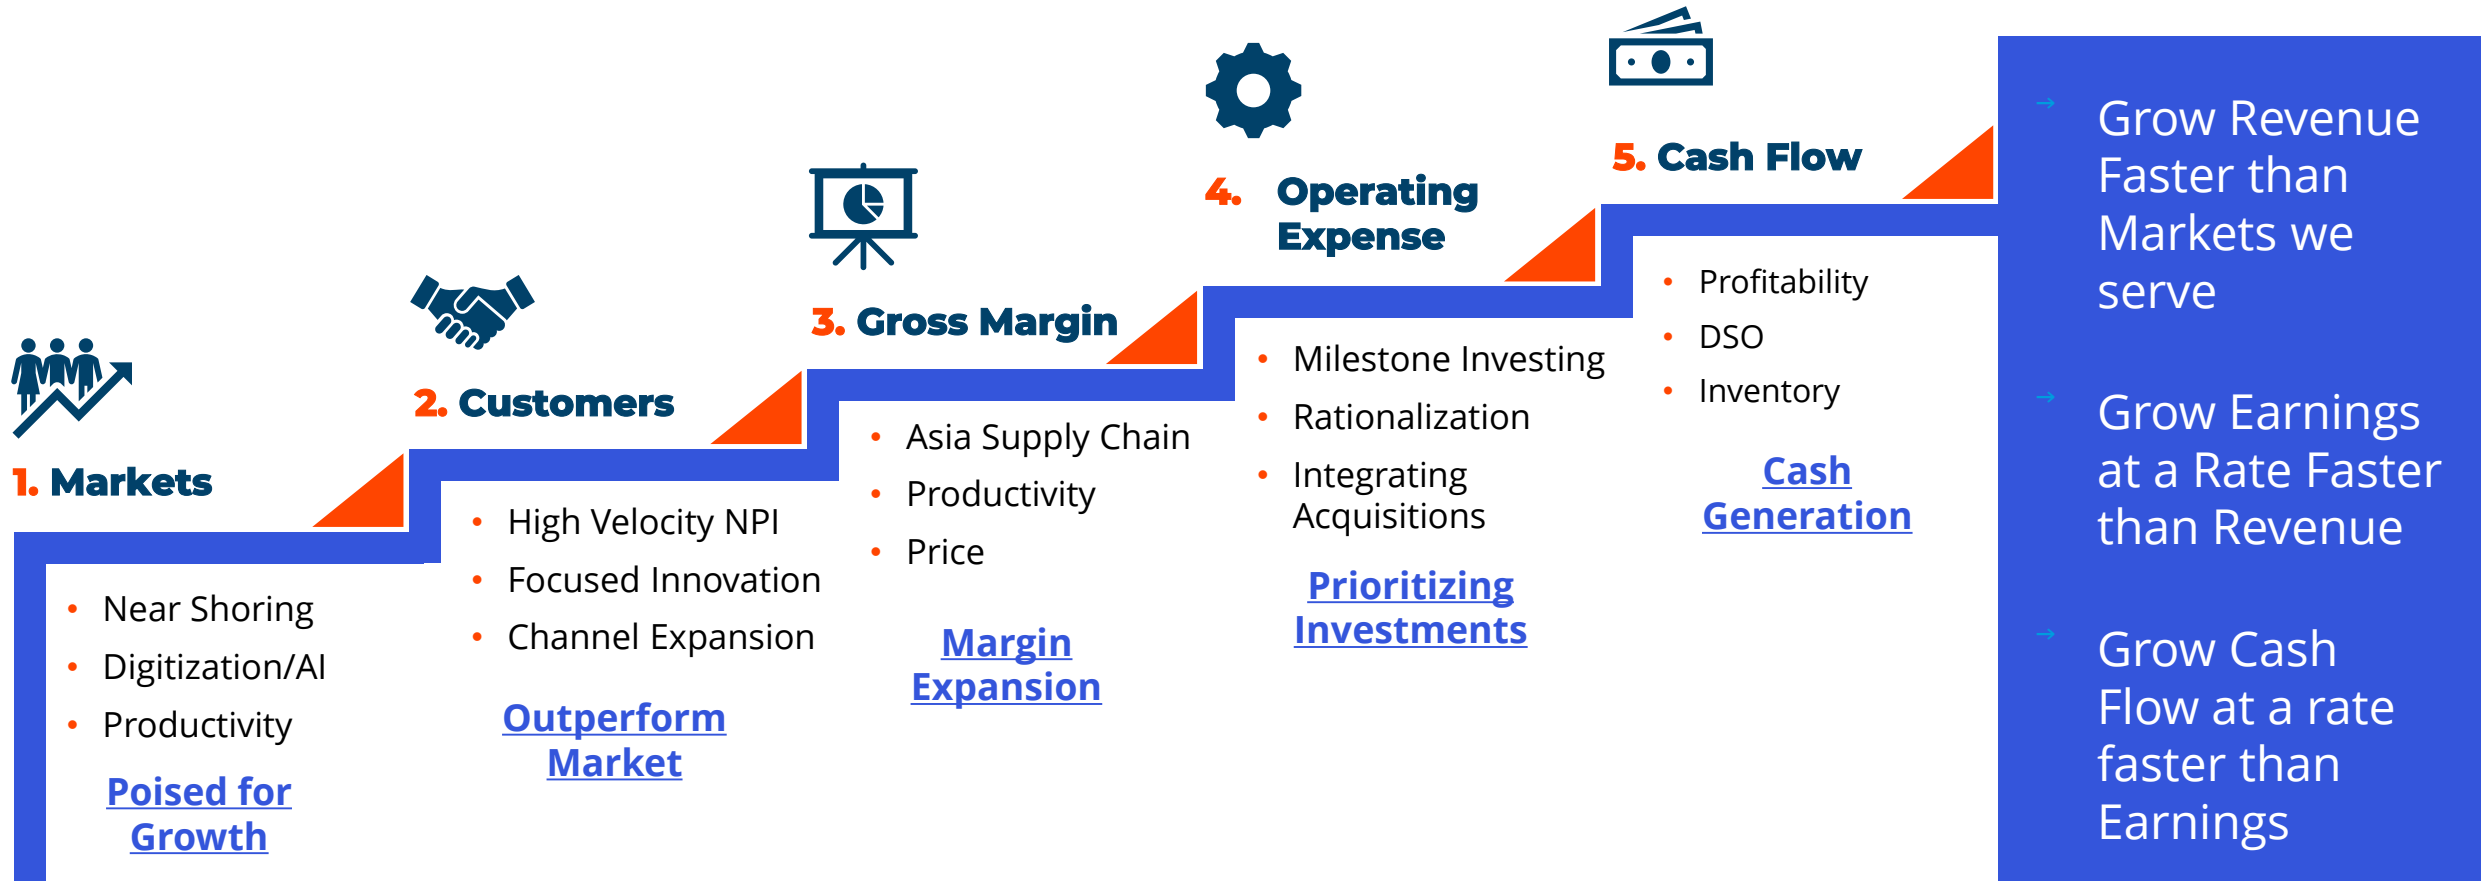 1. Markets
• Near Shoring
• Digitization/AI
• Productivity
Poised for
Growth
2. Customers
• High Velocity NPI
• Focused Innovation
• Channel Expansion
Outperform
Market
3. Gross Margin
• Asia Supply Chain
• Productivity
• Price
Margin
Expansion
4. Operating
Expense
• Milestone Investing
• Rationalization
• Integrating
Acquisitions
Prioritizing
Investments
5. Cash Flow
• Profitability
• DSO
• Inventory
Cash
Generation
→ Grow Revenue
Faster than
Markets we
serve
→ Grow Earnings
at a Rate Faster
than Revenue
→ Grow Cash
Flow at a rate
faster than
Earnings